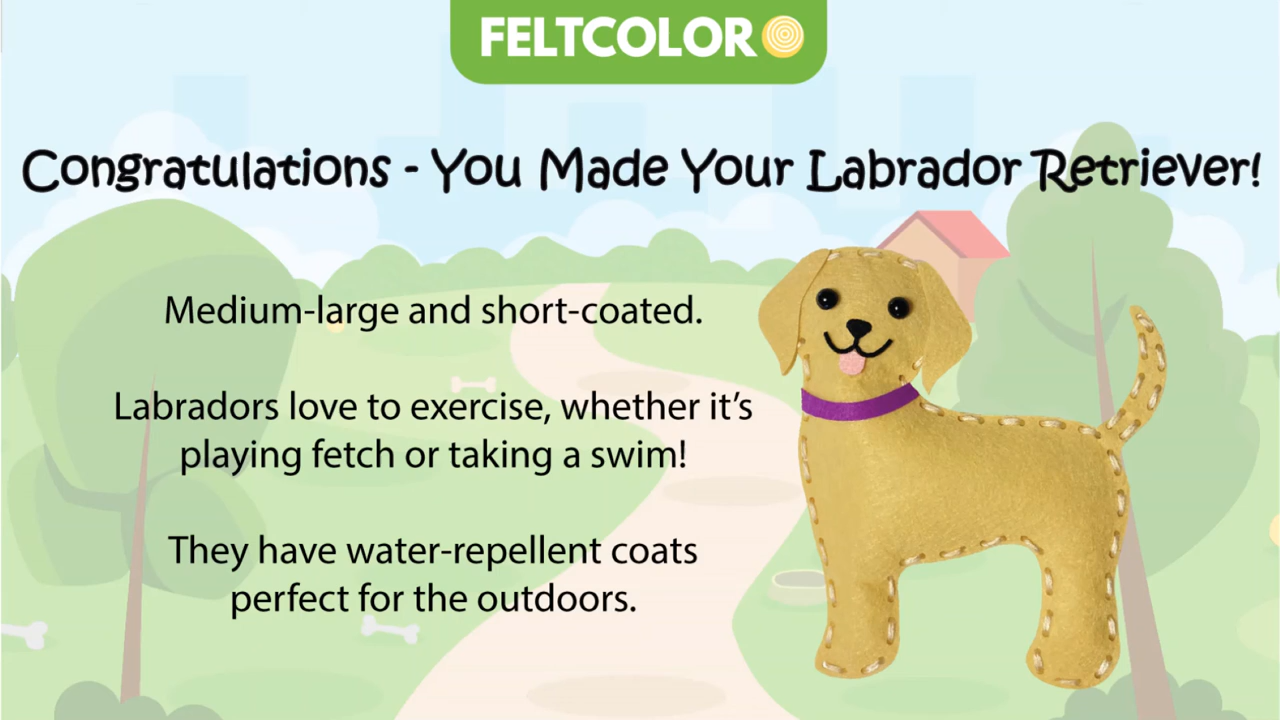 FELTCOLOR
Congratulations - You Made Your Labrador Retriever!
Medium-large and short-coated.
Labradors love to exercise, whether it’s
playing fetch or taking a swim!
They have water-repellent coats
perfect for the outdoors.